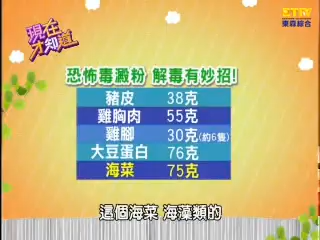 現在才知道
ETTV
東森綜合
恐怖毒澱粉 解毒有妙招!
豬皮 38克
雞胸肉 55克
雞腳 30克(約6隻)
大豆蛋白 76克
海菜 75克
這個海菜 海藻類的